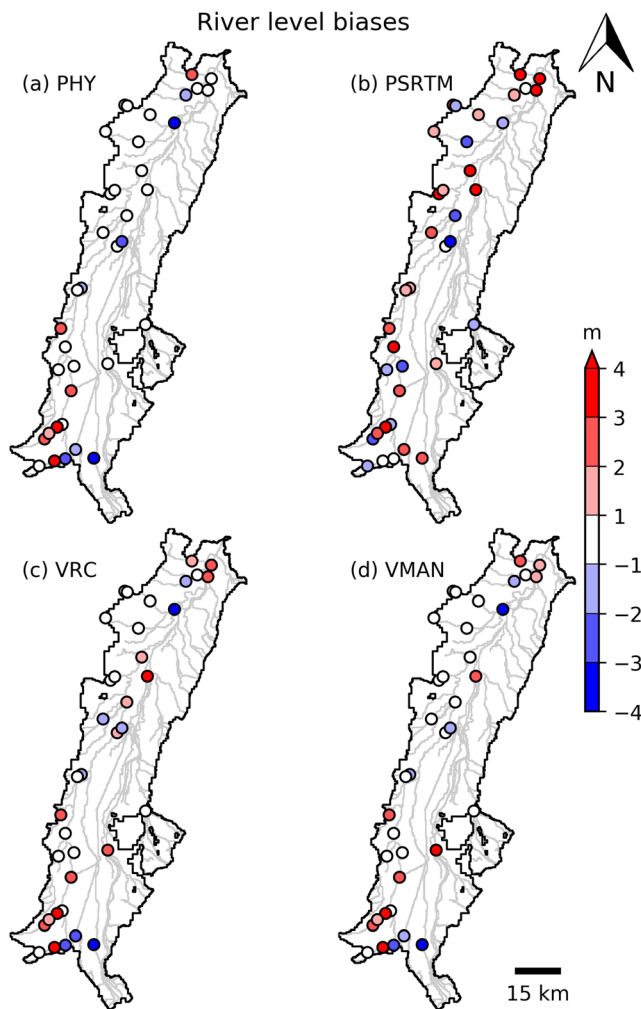 River level biases
(a) PHY
(b) PSRTM
N
m
4
3
2
1
−1
−2
−3
−4
(c) VRC
(d) VMAN
15 km